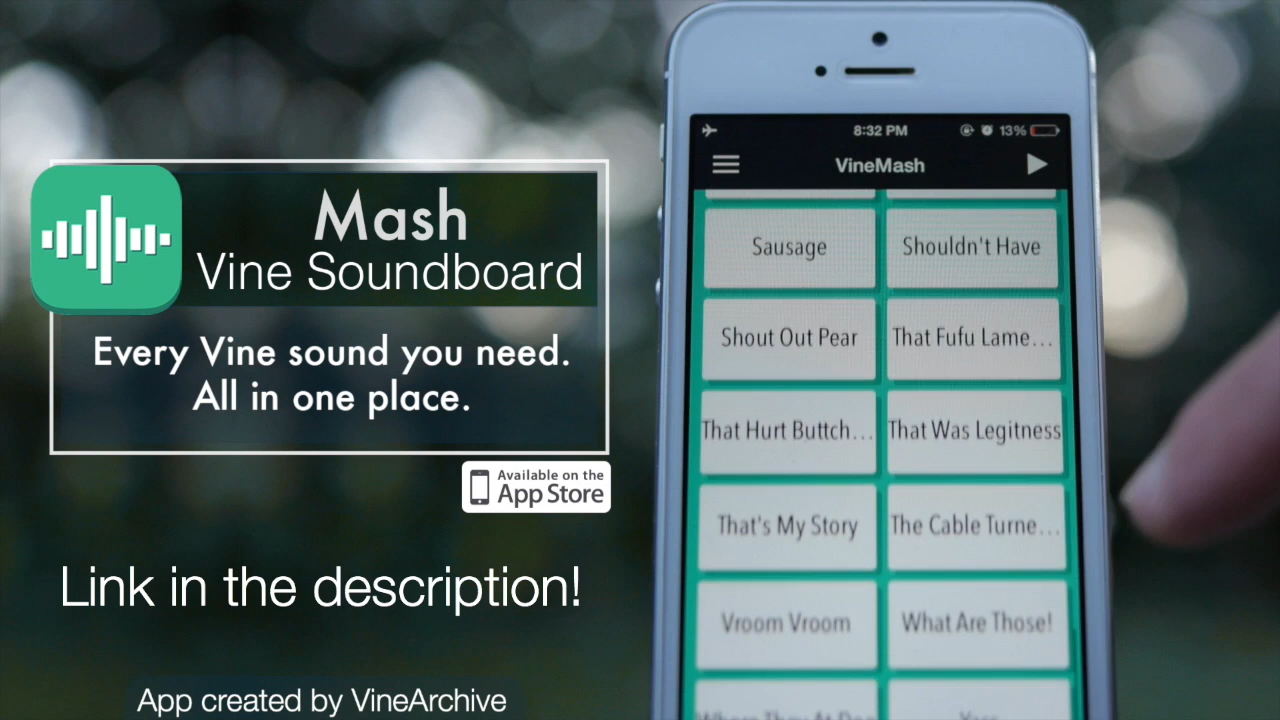 Mash
Vine Soundboard
Every Vine sound you need.
All in one place.
Available on the
App Store
Link in the description!
App created by VineArchive
8:32 PM
13%
VineMash
Sausage
Shouldn't Have
Shout Out Pear
That Fufu Lame...
That Hurt Buttch...
That Was Legitness
That's My Story
The Cable Turne...
Vroom Vroom
What Are Those!